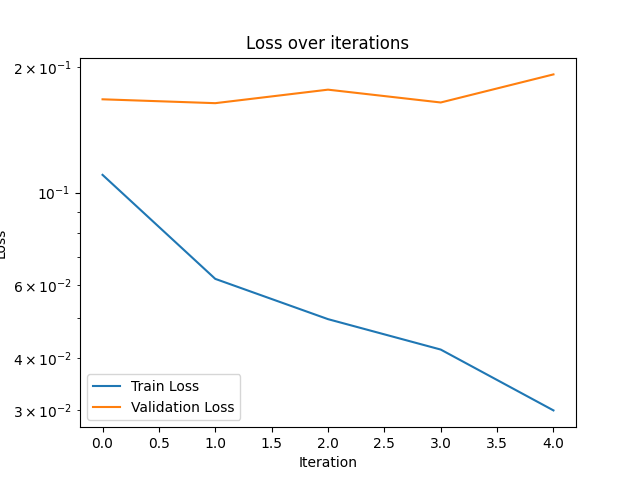 Loss over iterations
2 × 10⁻¹
10⁻¹
6 × 10⁻²
4 × 10⁻²
3 × 10⁻²
Loss
Train Loss
Validation Loss
0.0 0.5 1.0 1.5 2.0 2.5 3.0 3.5 4.0
Iteration